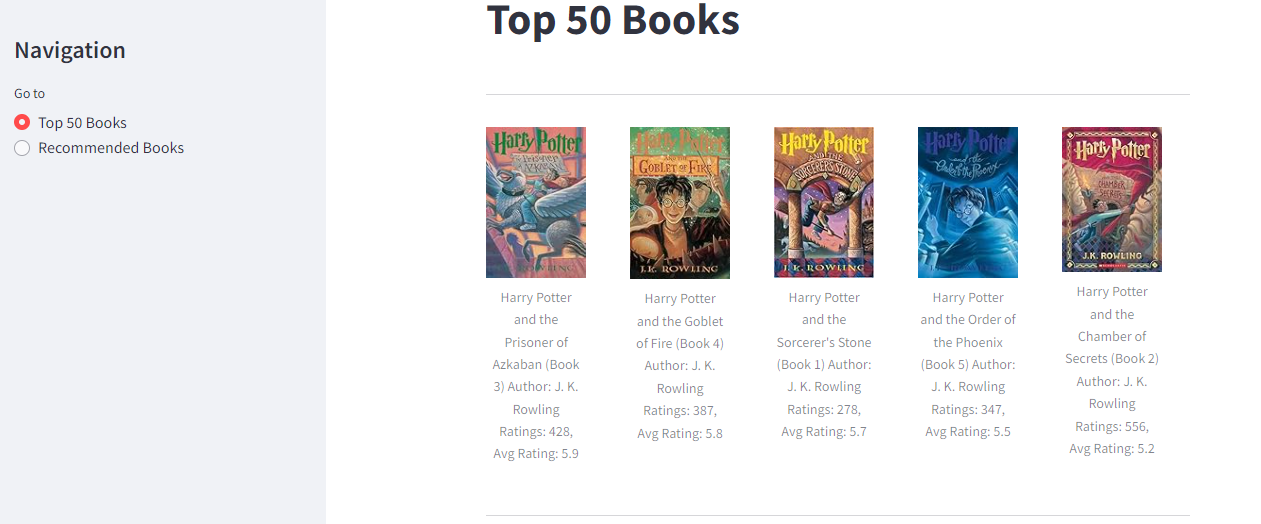 Top 50 Books
Navigation
Go to
Top 50 Books
Recommended Books
Harry Potter
Harry Potter
AND THE
GOBLET OF FIRE
J.K. ROWLING
Harry Potter
AND THE
SORCERER'S STONE
J. K. ROWLING
Harry Potter
and the
Order of the Phoenix
Harry Potter
CHAMBER
SECRETS
J.K. ROWLING
Harry Potter
and the
Prisoner of
Azkaban (Book
3) Author: J. K.
Rowling
Ratings: 428,
Avg Rating: 5.9
Harry Potter
and the Goblet
of Fire (Book 4)
Author: J. K.
Rowling
Ratings: 387,
Avg Rating: 5.8
Harry Potter
and the
Sorcerer's Stone
(Book 1) Author:
J. K. Rowling
Ratings: 278,
Avg Rating: 5.7
Harry Potter
and the Order of
the Phoenix
(Book 5) Author:
J. K. Rowling
Ratings: 347,
Avg Rating: 5.5
Harry Potter
and the
Chamber of
Secrets (Book 2)
Author: J. K.
Rowling
Ratings: 556,
Avg Rating: 5.2